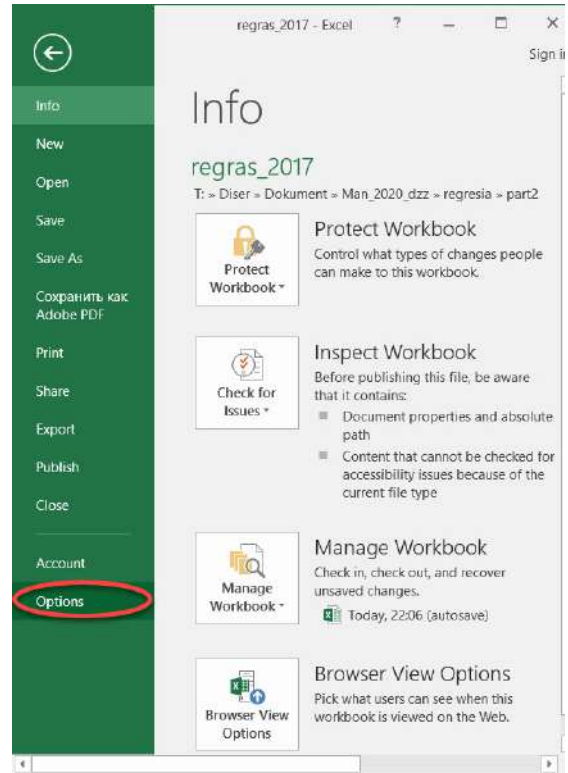 regras_2017 - Excel ?
Sign in
Info
New
Open
Save
Save As
Сохранить как
Adobe PDF
Print
Share
Export
Publish
Close
Account
Options
Info
regras_2017
T: » Diser » Dokument » Man_2020_dzz » regresia » part2
Protect
Workbook
Protect Workbook
Control what types of changes people
can make to this workbook.
Check for
Issues
Inspect Workbook
Before publishing this file, be aware
that it contains:
Document properties and absolute
path
Content that cannot be checked for
accessibility issues because of the
current file type
Manage
Workbook
Manage Workbook
Check in, check out, and recover
unsaved changes.
Today, 22:06 (autosave)
Browser View
Options
Browser View Options
Pick what users can see when this
workbook is viewed on the Web.